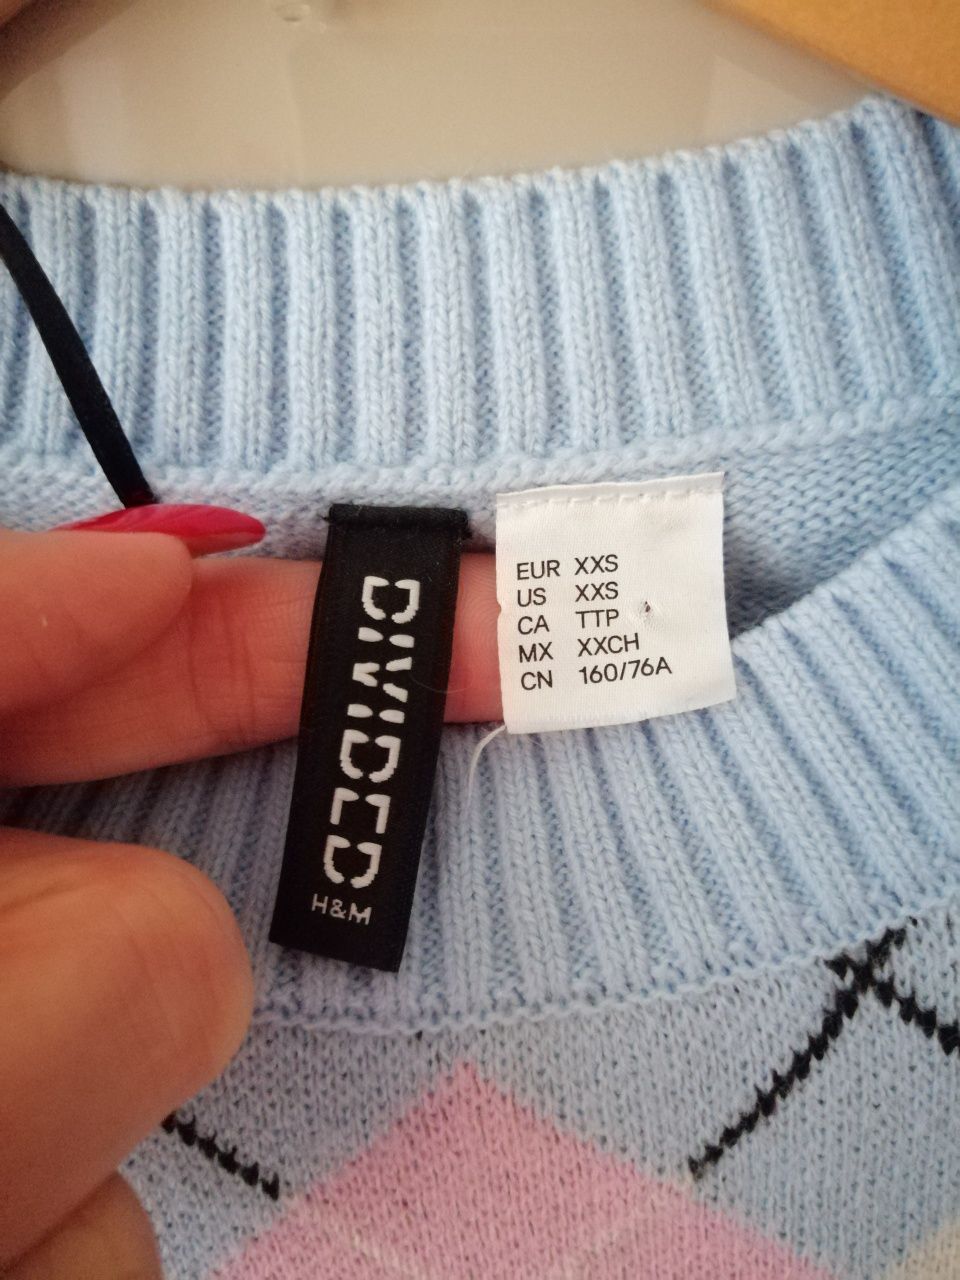 DIVIDED
H&M
EUR XXS
US XXS
CA TTP
MX XXCH
CN 160/76A